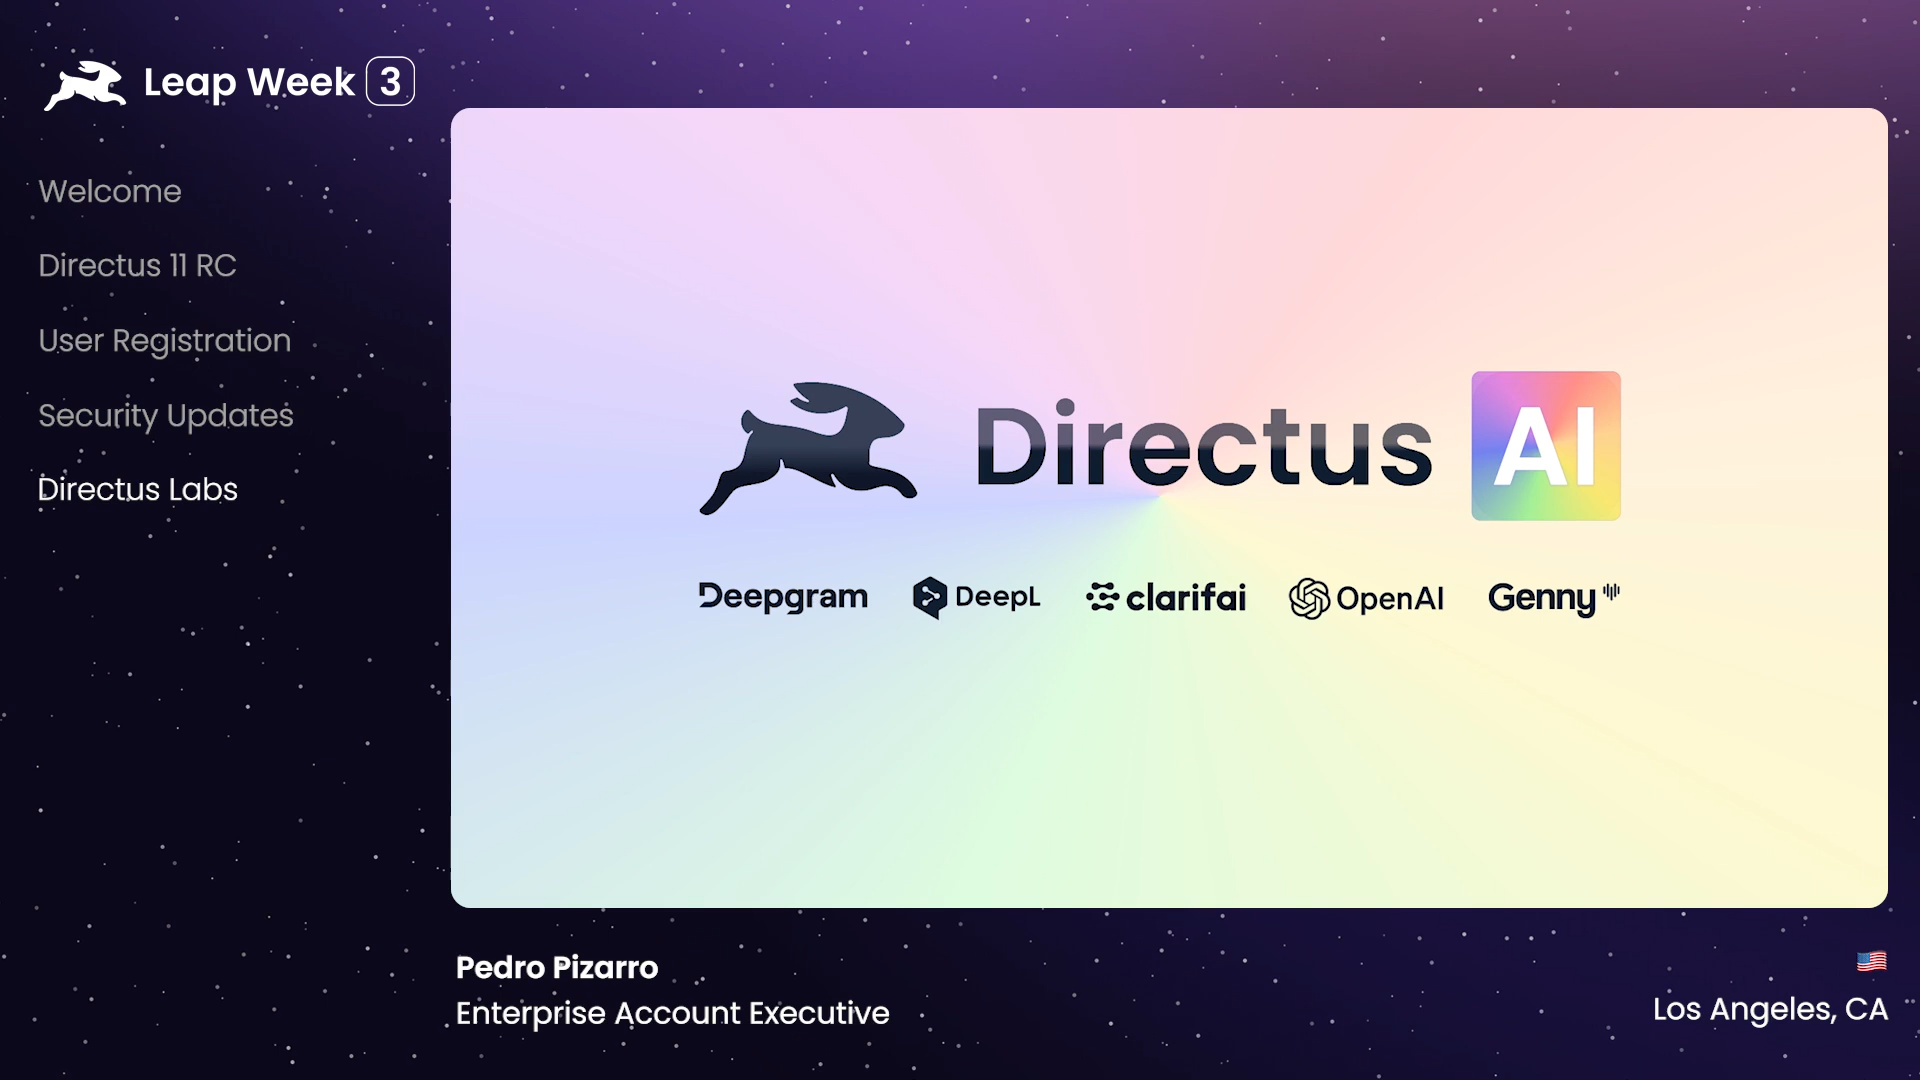 Leap Week 3
Welcome
Directus 11 RC
User Registration
Security Updates
Directus Labs
Directus AI
Deepgram DeepL clarifai OpenAI Genny
Pedro Pizarro
Enterprise Account Executive
Los Angeles, CA